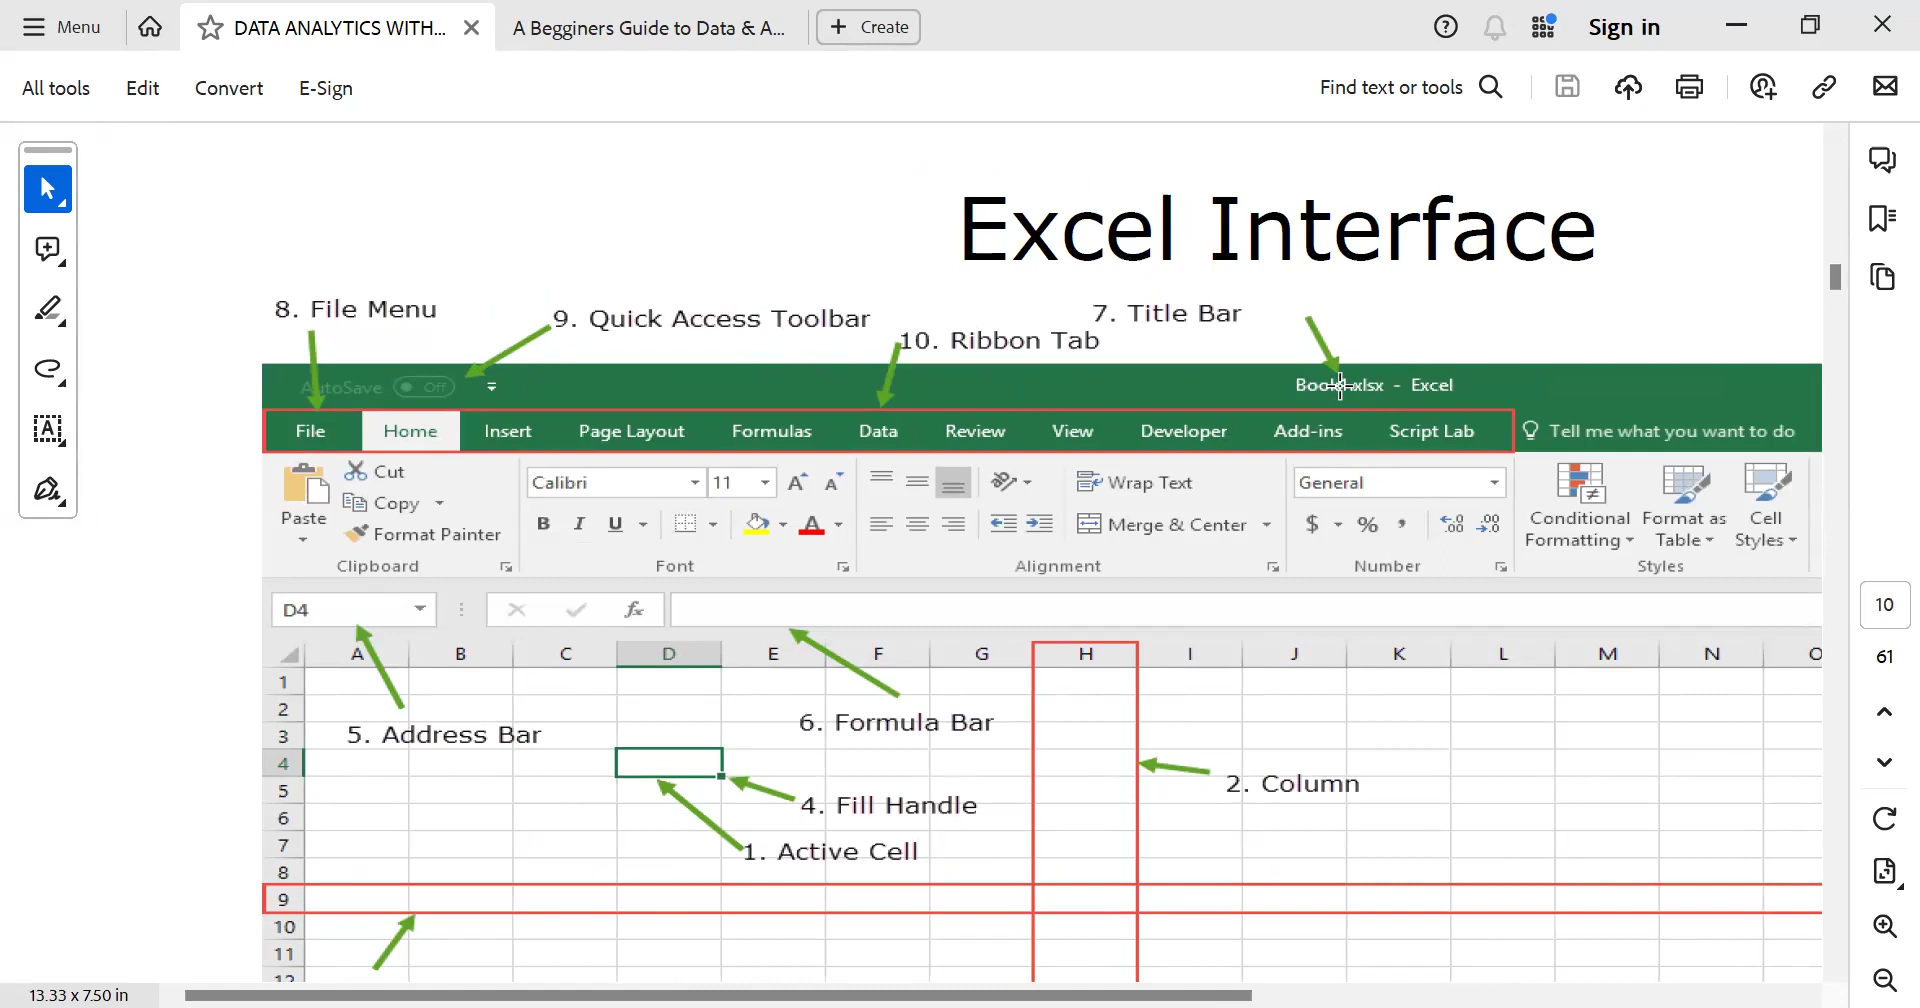 Menu DATA ANALYTICS WITH... A Begginers Guide to Data & A... Create Sign in
All tools Edit Convert E-Sign Find text or tools
Excel Interface
8. File Menu 9. Quick Access Toolbar 7. Title Bar
10. Ribbon Tab
AutoSave Off - Excel
File Home Insert Page Layout Formulas Data Review View Developer Add-ins Script Lab Tell me what you want to do
Cut
Copy
Format Painter
Paste
Clipboard
Calibri 11
B I U A
Font
Wrap Text
Merge & Center
Alignment
General
$ % ,
Number
Conditional Formatting Format as Table Cell Styles
Styles
D4 fx
A B C D E F G H I J K L M N O
1
2
3
4
5
6
7
8
9
10
11
12
5. Address Bar
6. Formula Bar
2. Column
4. Fill Handle
1. Active Cell
10
61
13.33 x 7.50 in